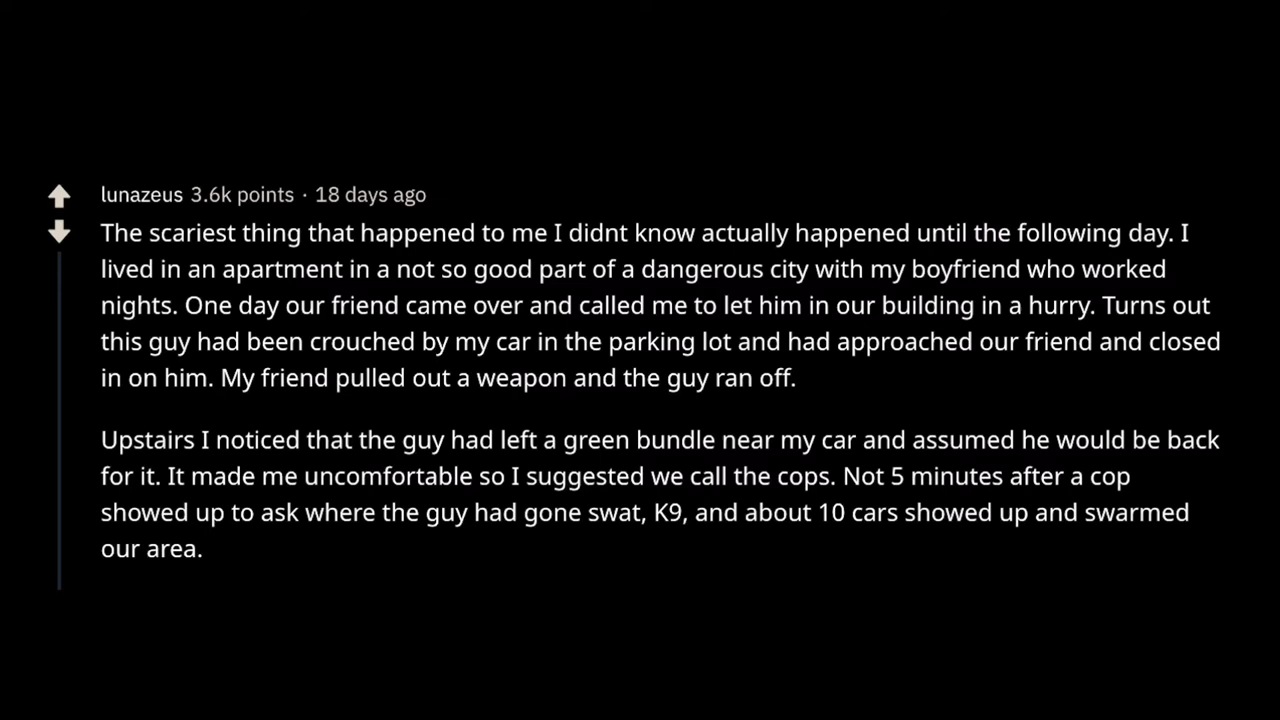 lunazeus 3.6k points · 18 days ago
The scariest thing that happened to me I didnt know actually happened until the following day. I
lived in an apartment in a not so good part of a dangerous city with my boyfriend who worked
nights. One day our friend came over and called me to let him in our building in a hurry. Turns out
this guy had been crouched by my car in the parking lot and had approached our friend and closed
in on him. My friend pulled out a weapon and the guy ran off.
Upstairs I noticed that the guy had left a green bundle near my car and assumed he would be back
for it. It made me uncomfortable so I suggested we call the cops. Not 5 minutes after a cop
showed up to ask where the guy had gone swat, K9, and about 10 cars showed up and swarmed
our area.